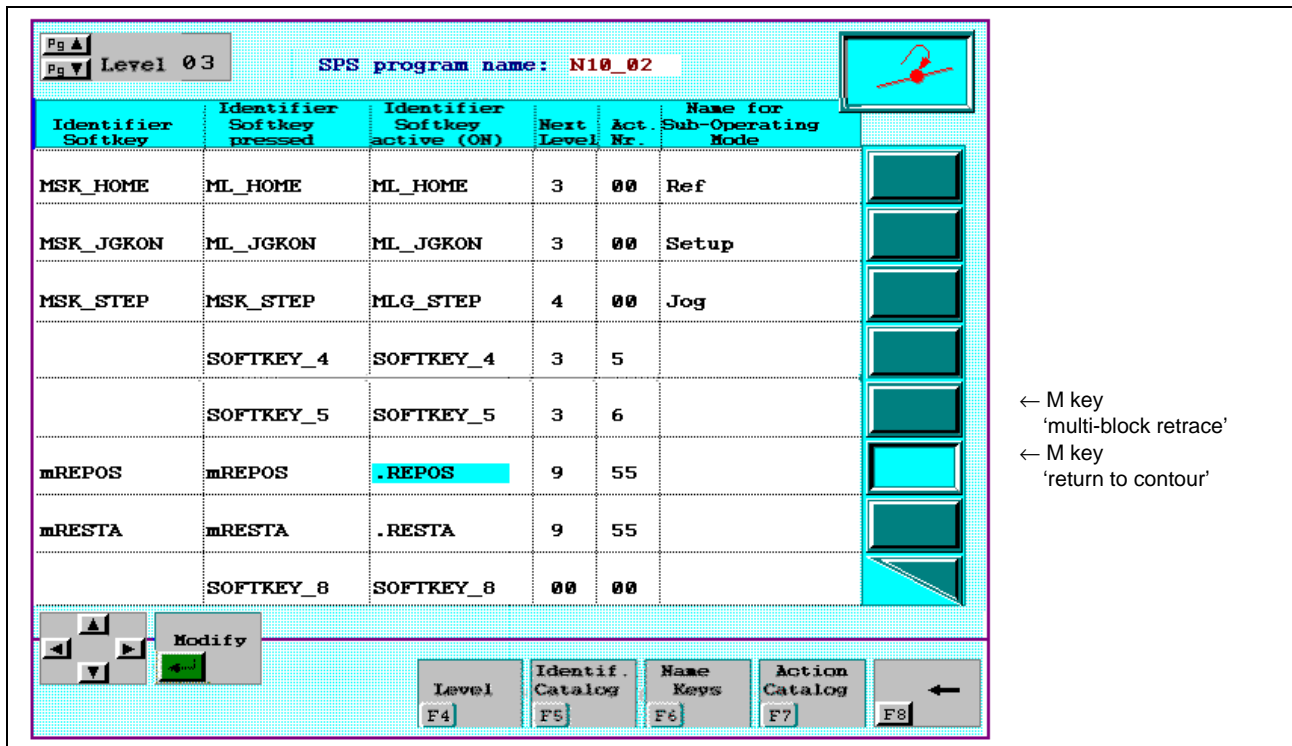 Pg ▲
Pg ▼ Level 03 SPS program name: N10_02
Identifier Softkey Identifier Softkey pressed Identifier Softkey active (ON) Next Level Act. Nr. Name for Sub-Operating Mode
MSK_HOME ML_HOME ML_HOME 3 00 Ref
MSK_JGKON ML_JGKON ML_JGKON 3 00 Setup
MSK_STEP MSK_STEP MLG_STEP 4 00 Jog
SOFTKEY_4 SOFTKEY_4 3 5
SOFTKEY_5 SOFTKEY_5 3 6
← M key
‘multi-block retrace’
mREPOS mREPOS .REPOS 9 55
← M key
‘return to contour’
mRESTA mRESTA .RESTA 9 55
SOFTKEY_8 SOFTKEY_8 00 00
Modify
Level F4
Identif. Catalog F5
Name Keys F6
Action Catalog F7
← F8